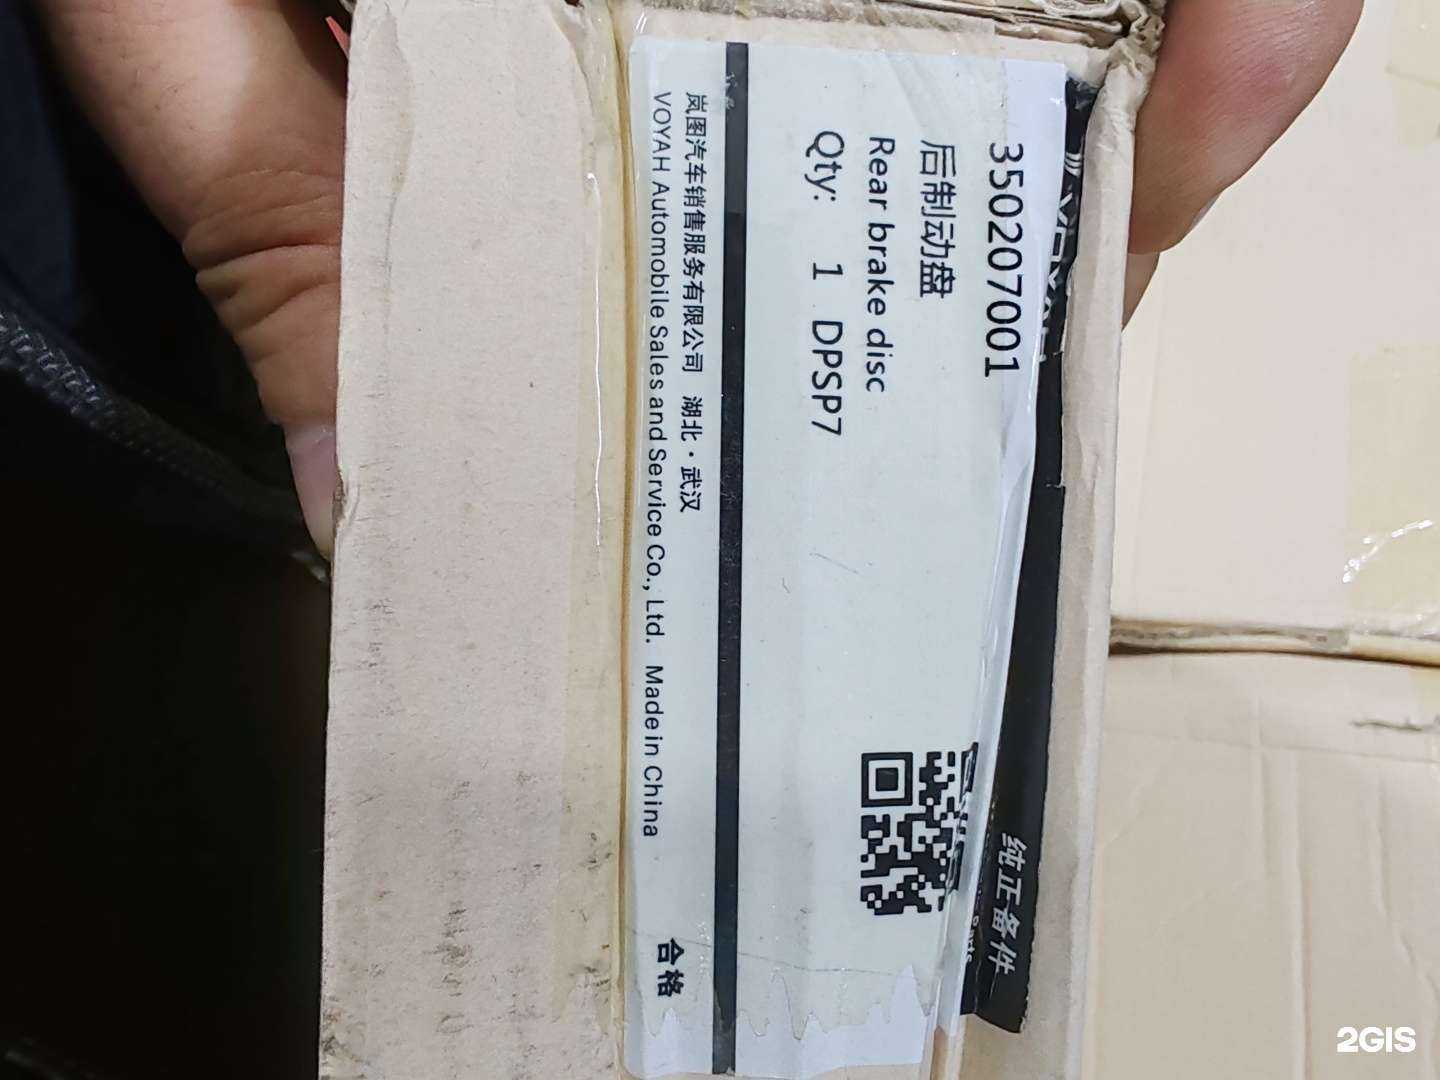 VOYAH
纯正备件
350207001
后制动盘
Rear brake disc
Qty: 1 DPSP7
岚图汽车销售服务有限公司 湖北·武汉
VOYAH Automobile Sales and Service Co., Ltd. Made in China
合格
2GIS